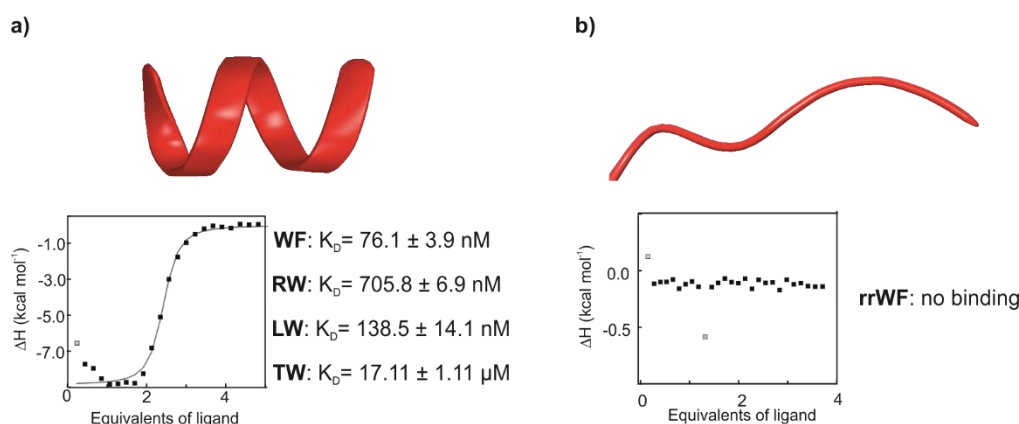 a)
ΔH (kcal mol⁻¹)
-1.0
-3.0
-5.0
-7.0
0 2 4
Equivalents of ligand
WF: K_D= 76.1 ± 3.9 nM
RW: K_D= 705.8 ± 6.9 nM
LW: K_D= 138.5 ± 14.1 nM
TW: K_D= 17.11 ± 1.11 µM
b)
ΔH (kcal mol⁻¹)
0.0
-0.5
0 2 4
Equivalents of ligand
rrWF: no binding